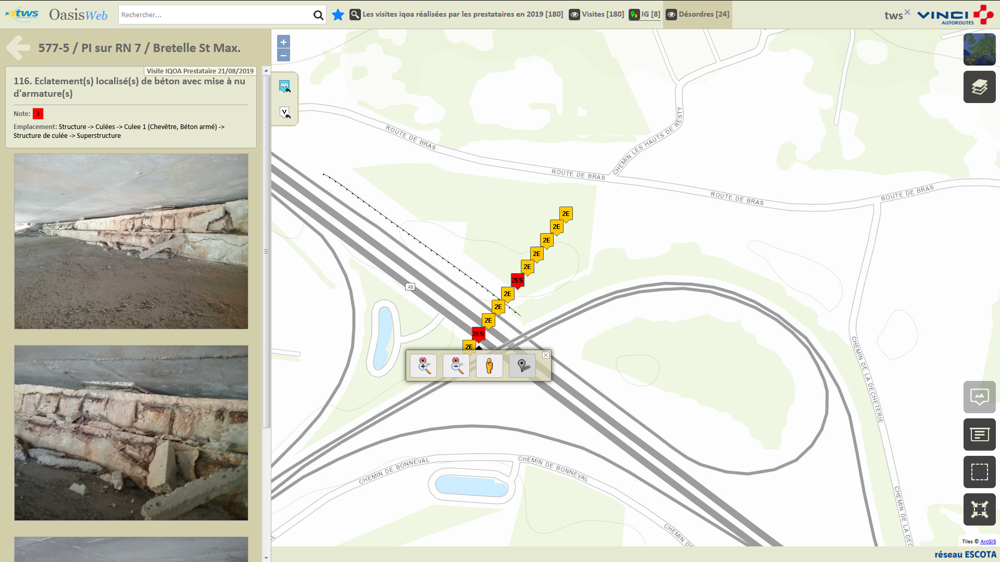 tws
OasisWeb
Rechercher...
Les visites iqoa réalisées par les prestataires en 2019 [180]
Visites [180]
IG [8]
Désordres [24]
tws
VINCI
AUTOROUTES
577-5 / PI sur RN 7 / Bretelle St Max.
Visite IQOA Prestataire 21/08/2019
116. Eclatement(s) localisé(s) de béton avec mise à nu
d'armature(s)
Note: 3
Emplacement: Structure -> Culées -> Culee 1 (Chevêtre, Béton armé) ->
Structure de culée -> Superstructure
+
−
V
ROUTE DE BRAS
CHEMIN LES HAUTS DE RESTY
ROUTE DE BRAS
ROUTE DE BRAS
ROUTE DE BRAS
2E
2E
2E
2E
2E
2ES
2E
A8
2E
2E
2ES
2E
CHEMIN DE LA DECHETERIE
CHEMIN DE BONNEVAL
CHEMIN DE BONNEVAL
CHEMIN DE LA DEC
CHEMIN DE
Tiles © ArcGIS
réseau ESCOTA